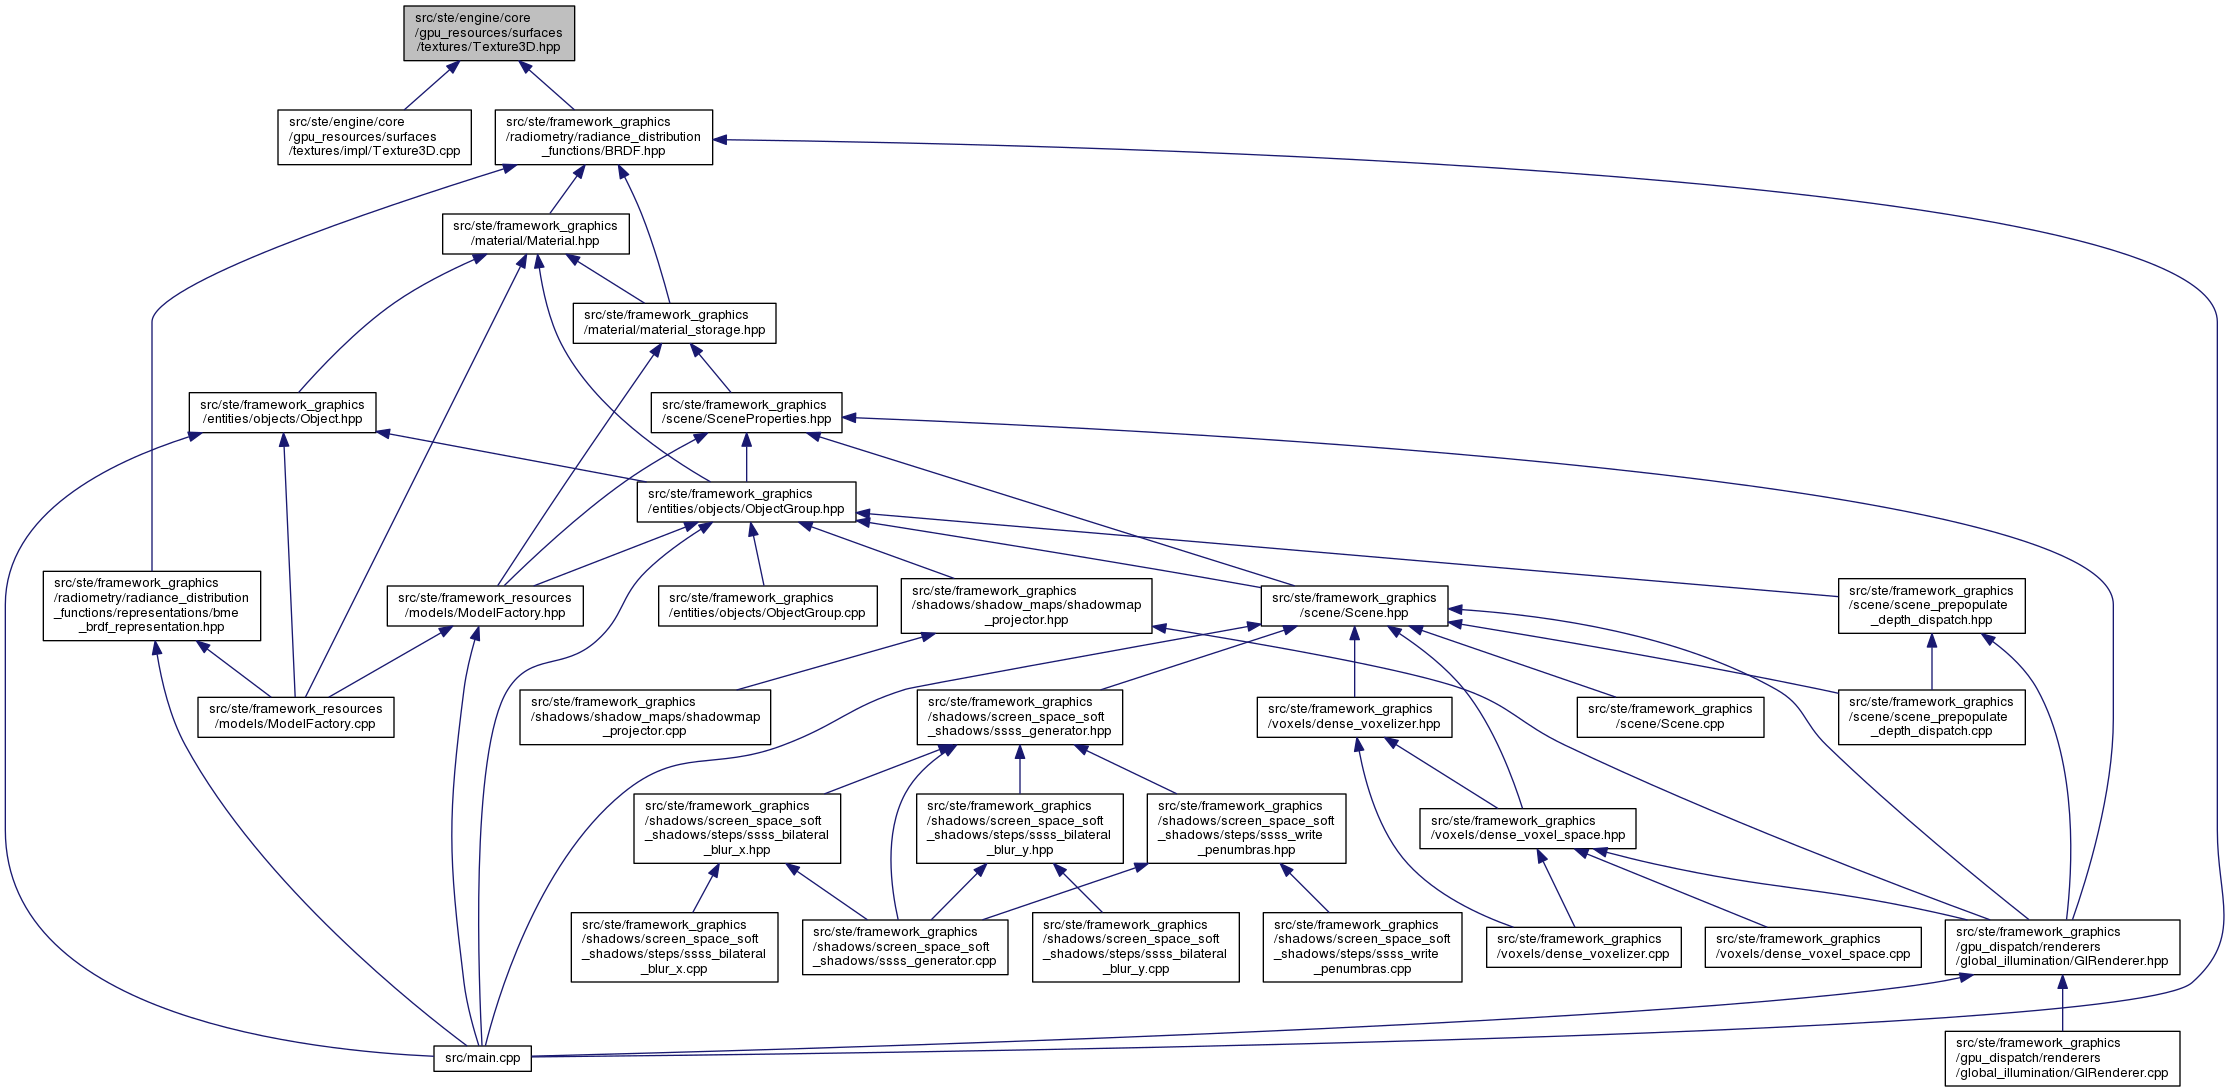 src/ste/engine/core
/gpu_resources/surfaces
/textures/Texture3D.hpp
src/ste/engine/core
/gpu_resources/surfaces
/textures/impl/Texture3D.cpp
src/ste/framework_graphics
/radiometry/radiance_distribution
_functions/BRDF.hpp
src/ste/framework_graphics
/material/Material.hpp
src/ste/framework_graphics
/material/material_storage.hpp
src/ste/framework_graphics
/entities/objects/Object.hpp
src/ste/framework_graphics
/scene/SceneProperties.hpp
src/ste/framework_graphics
/entities/objects/ObjectGroup.hpp
src/ste/framework_graphics
/radiometry/radiance_distribution
_functions/representations/bme
_brdf_representation.hpp
src/ste/framework_resources
/models/ModelFactory.hpp
src/ste/framework_graphics
/entities/objects/ObjectGroup.cpp
src/ste/framework_graphics
/shadows/shadow_maps/shadowmap
_projector.hpp
src/ste/framework_graphics
/scene/Scene.hpp
src/ste/framework_graphics
/scene/scene_prepopulate
_depth_dispatch.hpp
src/ste/framework_resources
/models/ModelFactory.cpp
src/ste/framework_graphics
/shadows/shadow_maps/shadowmap
_projector.cpp
src/ste/framework_graphics
/shadows/screen_space_soft
_shadows/ssss_generator.hpp
src/ste/framework_graphics
/voxels/dense_voxelizer.hpp
src/ste/framework_graphics
/scene/Scene.cpp
src/ste/framework_graphics
/scene/scene_prepopulate
_depth_dispatch.cpp
src/ste/framework_graphics
/shadows/screen_space_soft
_shadows/steps/ssss_bilateral
_blur_x.hpp
src/ste/framework_graphics
/shadows/screen_space_soft
_shadows/steps/ssss_bilateral
_blur_y.hpp
src/ste/framework_graphics
/shadows/screen_space_soft
_shadows/steps/ssss_write
_penumbras.hpp
src/ste/framework_graphics
/voxels/dense_voxel_space.hpp
src/ste/framework_graphics
/shadows/screen_space_soft
_shadows/steps/ssss_bilateral
_blur_x.cpp
src/ste/framework_graphics
/shadows/screen_space_soft
_shadows/ssss_generator.cpp
src/ste/framework_graphics
/shadows/screen_space_soft
_shadows/steps/ssss_bilateral
_blur_y.cpp
src/ste/framework_graphics
/shadows/screen_space_soft
_shadows/steps/ssss_write
_penumbras.cpp
src/ste/framework_graphics
/voxels/dense_voxelizer.cpp
src/ste/framework_graphics
/voxels/dense_voxel_space.cpp
src/ste/framework_graphics
/gpu_dispatch/renderers
/global_illumination/GIRenderer.hpp
src/main.cpp
src/ste/framework_graphics
/gpu_dispatch/renderers
/global_illumination/GIRenderer.cpp